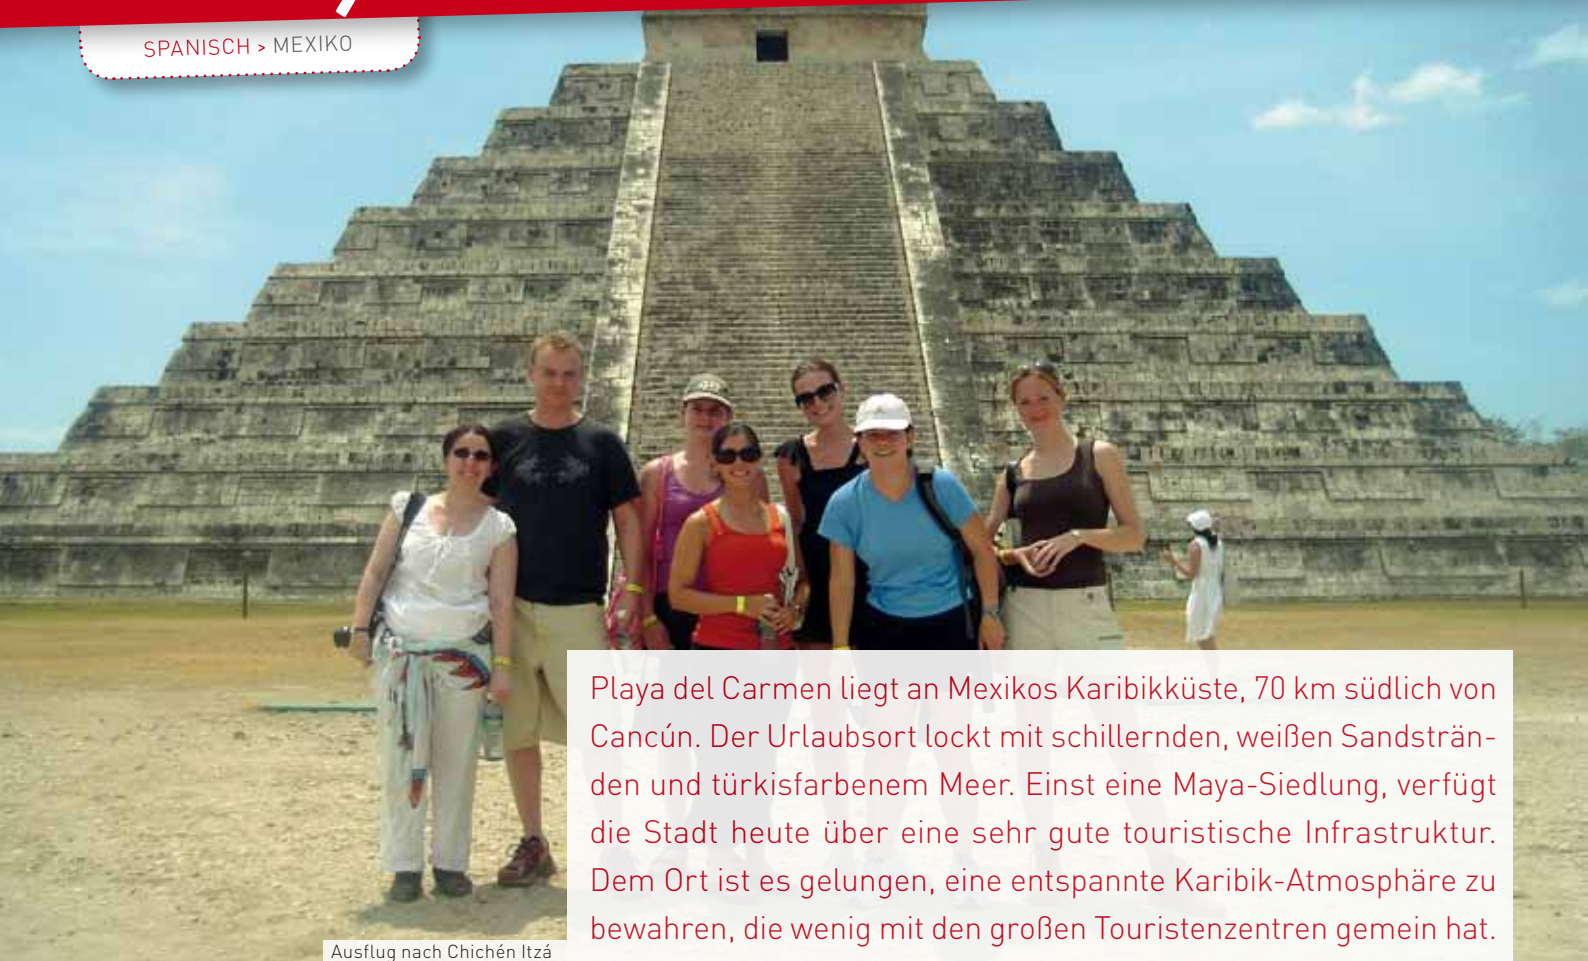 SPANISCH > MEXIKO
Playa del Carmen liegt an Mexikos Karibikküste, 70 km südlich von
Cancún. Der Urlaubsort lockt mit schillernden, weißen Sandsträn-
den und türkisfarbenem Meer. Einst eine Maya-Siedlung, verfügt
die Stadt heute über eine sehr gute touristische Infrastruktur.
Dem Ort ist es gelungen, eine entspannte Karibik-Atmosphäre zu
bewahren, die wenig mit den großen Touristenzentren gemein hat.
Ausflug nach Chichén Itzá